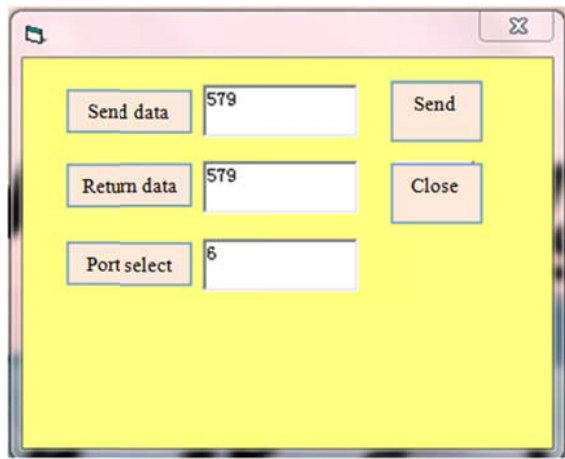 Send data
579
Send
Return data
579
Close
Port select
6